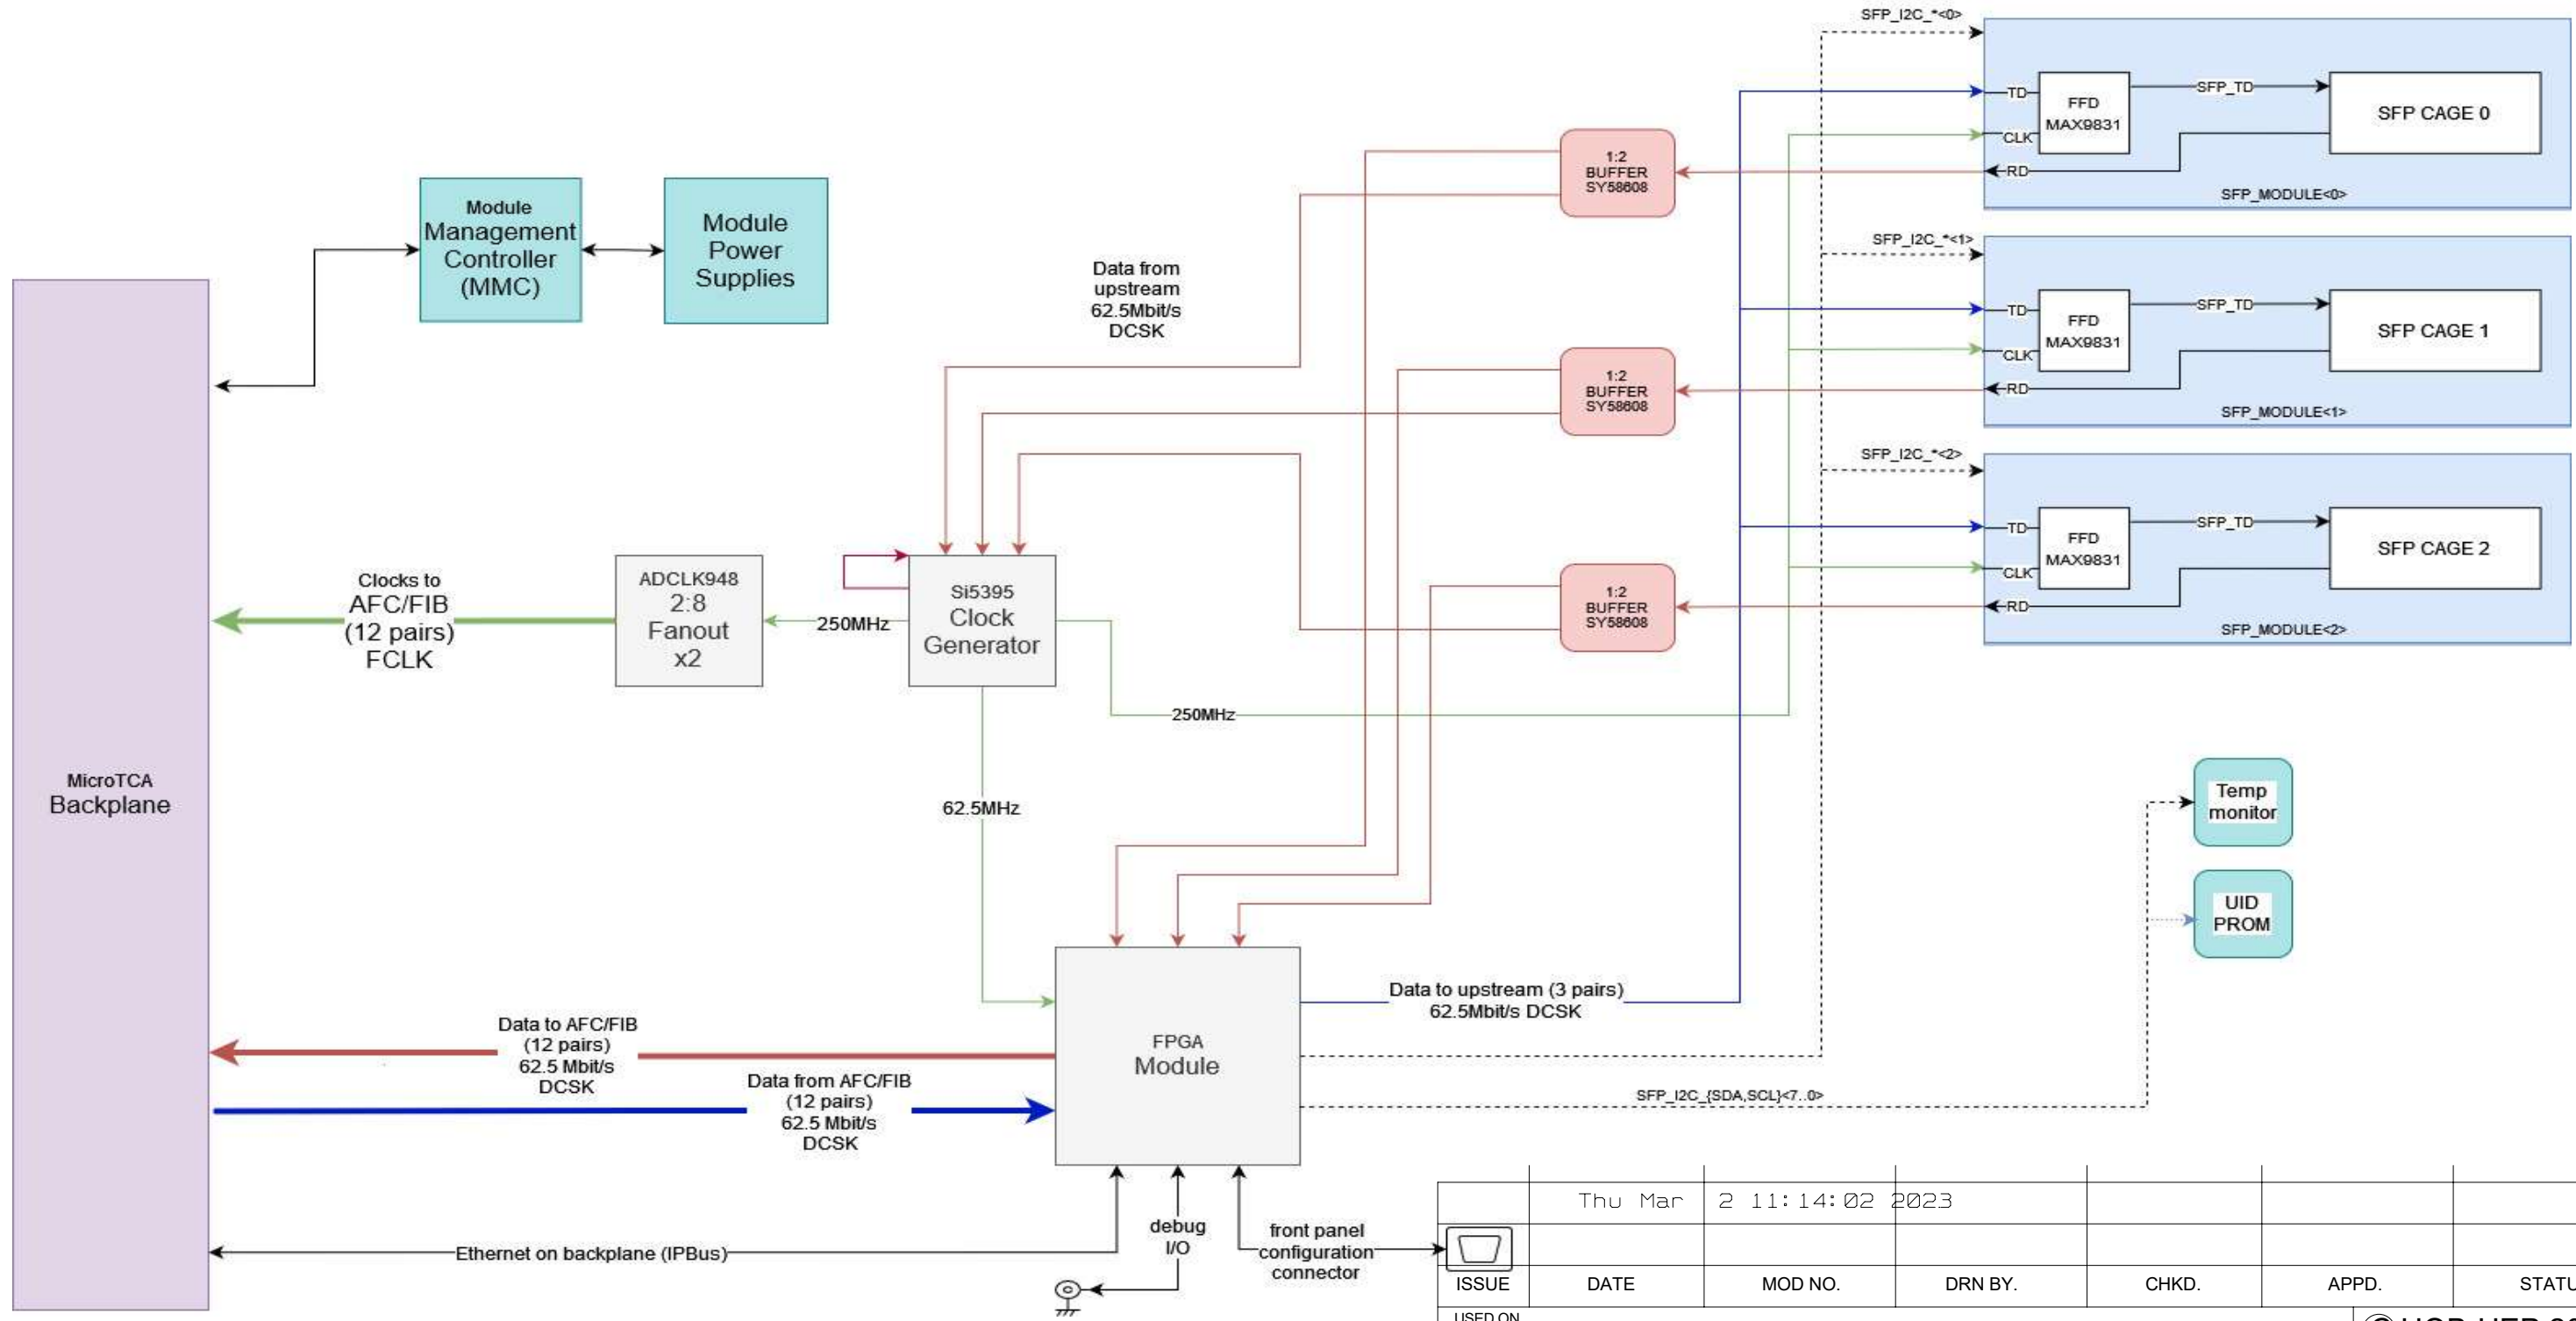 SFP_I2C_*<0>
TD
CLK
RD
FFD
MAX9831
SFP_TD
SFP CAGE 0
SFP_MODULE<0>
1:2
BUFFER
SY58608
SFP_I2C_*<1>
TD
CLK
RD
FFD
MAX9831
SFP_TD
SFP CAGE 1
SFP_MODULE<1>
1:2
BUFFER
SY58608
SFP_I2C_*<2>
TD
CLK
RD
FFD
MAX9831
SFP_TD
SFP CAGE 2
SFP_MODULE<2>
1:2
BUFFER
SY58608
Module
Management
Controller
(MMC)
Module
Power
Supplies
Data from
upstream
62.5Mbit/s
DCSK
Clocks to
AFC/FIB
(12 pairs)
FCLK
ADCLK948
2:8
Fanout
x2
250MHz
Si5395
Clock
Generator
250MHz
62.5MHz
MicroTCA
Backplane
Temp
monitor
UID
PROM
Data to upstream (3 pairs)
62.5Mbit/s DCSK
FPGA
Module
Data to AFC/FIB
(12 pairs)
62.5 Mbit/s
DCSK
Data from AFC/FIB
(12 pairs)
62.5 Mbit/s
DCSK
SFP_I2C_{SDA,SCL}<7..0>
Ethernet on backplane (IPBus)
debug
I/O
front panel
configuration
connector
Thu Mar 2 11:14:02 2023
ISSUE DATE MOD NO. DRN BY. CHKD. APPD.
USED ON